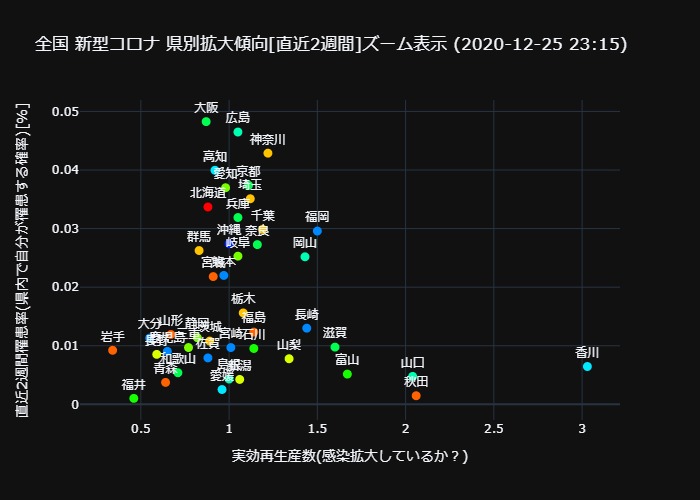 全国 新型コロナ 県別拡大傾向[直近2週間]ズーム表示 (2020-12-25 23:15)
直近2週間罹患率(県内で自分が罹患する確率)[%]
0.05
0.04
0.03
0.02
0.01
0
大阪
広島
神奈川
高知
愛知
京都
埼玉
北海道
兵庫
千葉
福岡
沖縄
奈良
群馬
岐阜
岡山
熊本
栃木
福島
長崎
大分
山形
静岡
茨城
岩手
鹿児島
三重
宮崎
石川
佐賀
山梨
滋賀
和歌山
青森
富山
山口
香川
愛媛
新潟
福井
秋田
0.5
1
1.5
2
2.5
3
実効再生産数(感染拡大しているか？)